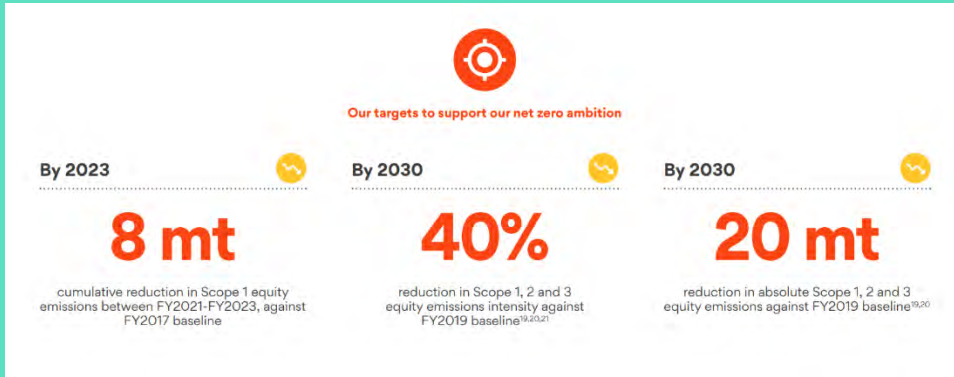 Our targets to support our net zero ambition
By 2023
8 mt
cumulative reduction in Scope 1 equity
emissions between FY2021-FY2023, against
FY2017 baseline
By 2030
40%
reduction in Scope 1, 2 and 3
equity emissions intensity against
FY2019 baseline19,20,21
By 2030
20 mt
reduction in absolute Scope 1, 2 and 3
equity emissions against FY2019 baseline19,20